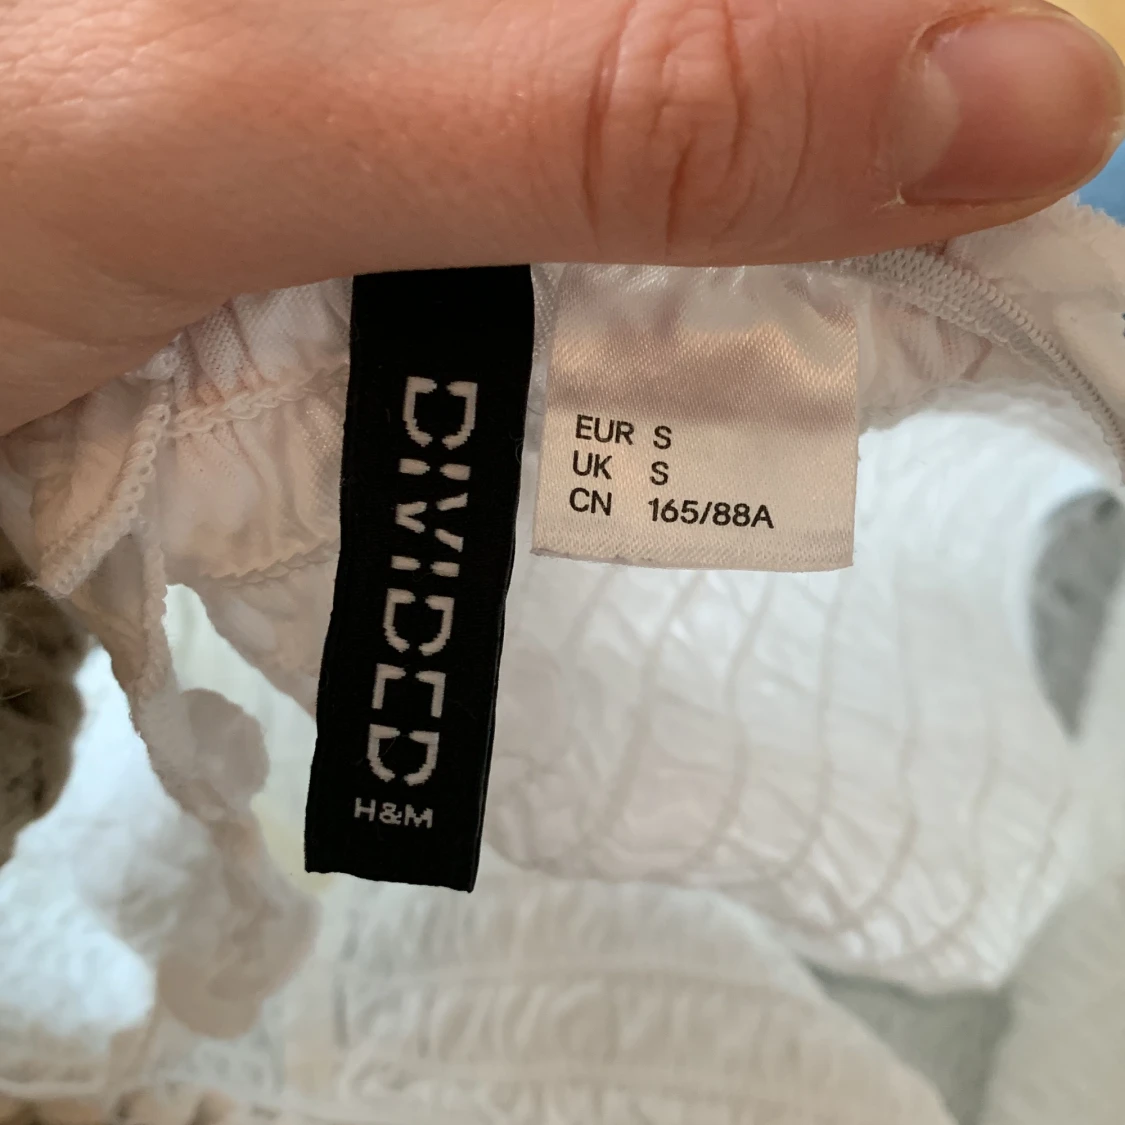 DIVIDED
H&M
EUR S
UK S
CN 165/88A